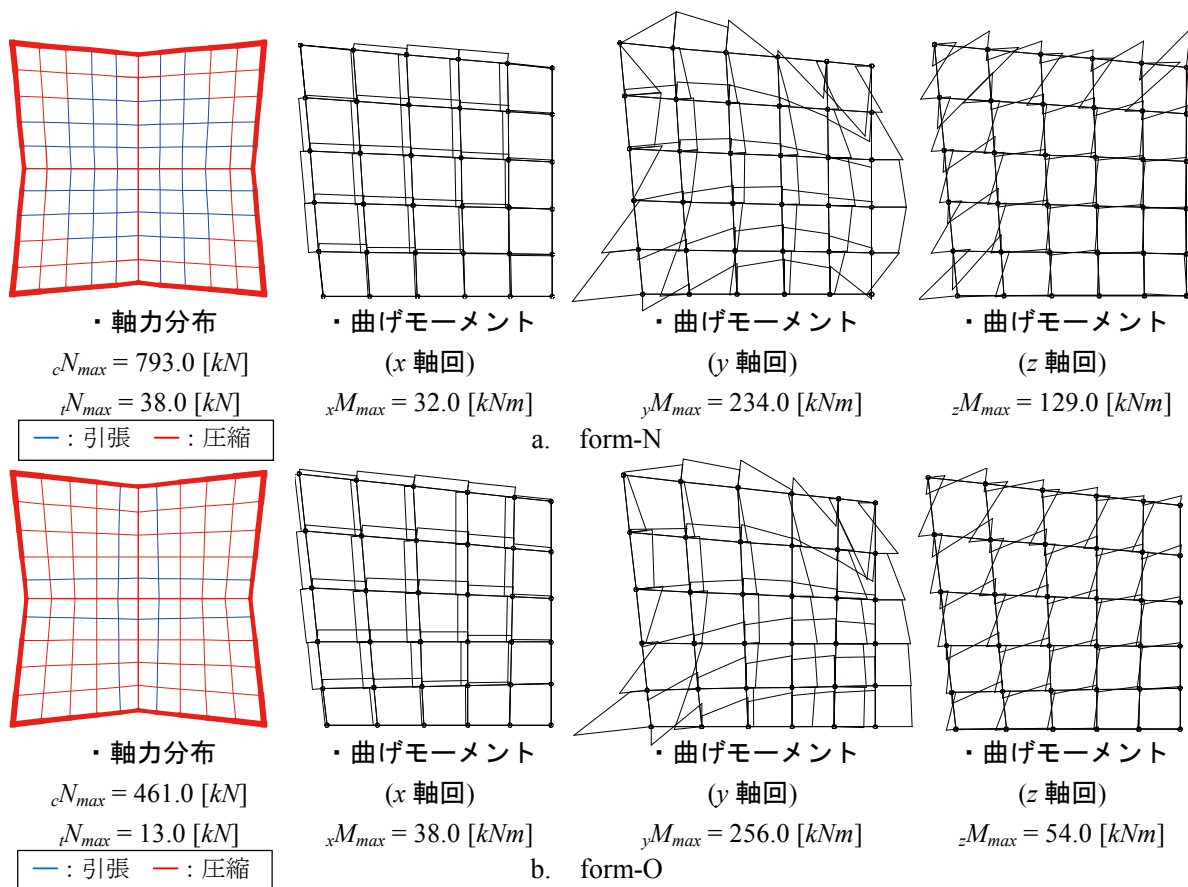 ・軸力分布 ・曲げモーメント ・曲げモーメント ・曲げモーメント
cNmax = 793.0 [kN] (x 軸回) (y 軸回) (z 軸回)
tNmax = 38.0 [kN] xMmax = 32.0 [kNm] yMmax = 234.0 [kNm] zMmax = 129.0 [kNm]
― : 引張 ― : 圧縮 a. form-N
・軸力分布 ・曲げモーメント ・曲げモーメント ・曲げモーメント
cNmax = 461.0 [kN] (x 軸回) (y 軸回) (z 軸回)
tNmax = 13.0 [kN] xMmax = 38.0 [kNm] yMmax = 256.0 [kNm] zMmax = 54.0 [kNm]
― : 引張 ― : 圧縮 b. form-O